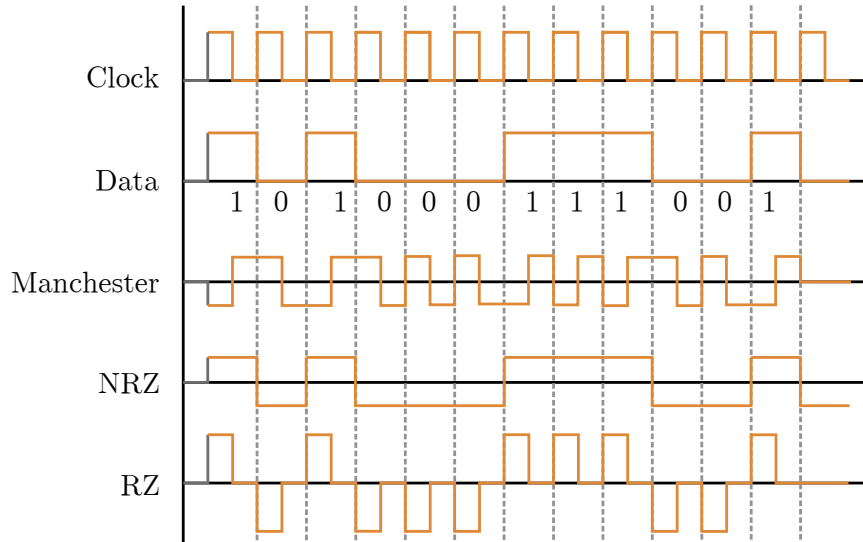 Clock
Data
1 0 1 0 0 0 1 1 1 0 0 1
Manchester
NRZ
RZ